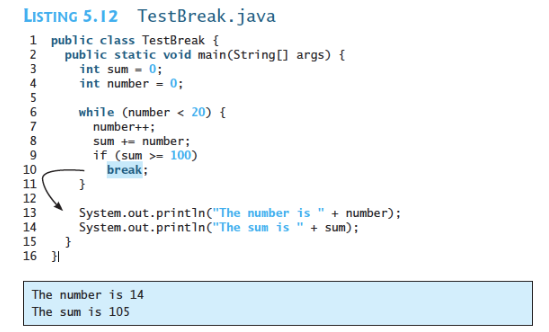 LISTING 5.12 TestBreak.java
1 public class TestBreak {
2 public static void main(String[] args) {
3 int sum = 0;
4 int number = 0;
5
6 while (number < 20) {
7 number++;
8 sum += number;
9 if (sum >= 100)
10 break;
11 }
12
13 System.out.println("The number is " + number);
14 System.out.println("The sum is " + sum);
15 }
16 }
The number is 14
The sum is 105